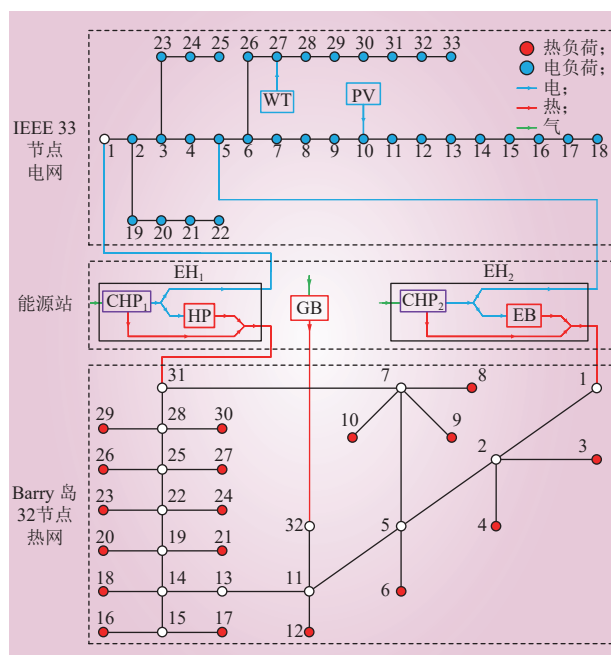 23 24 25 26 27 28 29 30 31 32 33
热负荷；
电负荷；
电；
热；
气
WT
PV
IEEE 33
节点
电网
1 2 3 4 5 6 7 8 9 10 11 12 13 14 15 16 17 18
19 20 21 22
能源站
EH₁
CHP₁
HP
GB
EH₂
CHP₂
EB
Barry 岛
32节点
热网
31 7 8 1
29 28 30 10 9 2 3
26 25 27
23 22 24 32 5 4
20 19 21
18 14 13 11 6
16 15 17 12